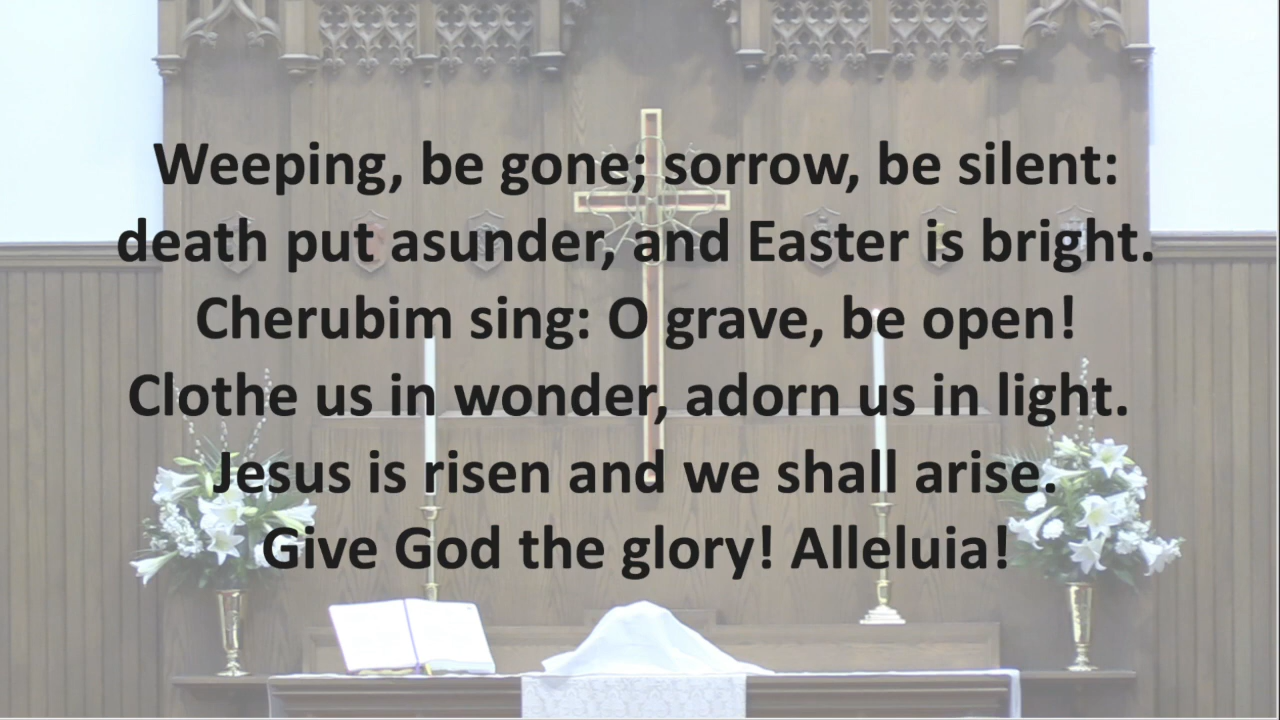 Weeping, be gone; sorrow, be silent:
death put asunder, and Easter is bright.
Cherubim sing: O grave, be open!
Clothe us in wonder, adorn us in light.
Jesus is risen and we shall arise.
Give God the glory! Alleluia!